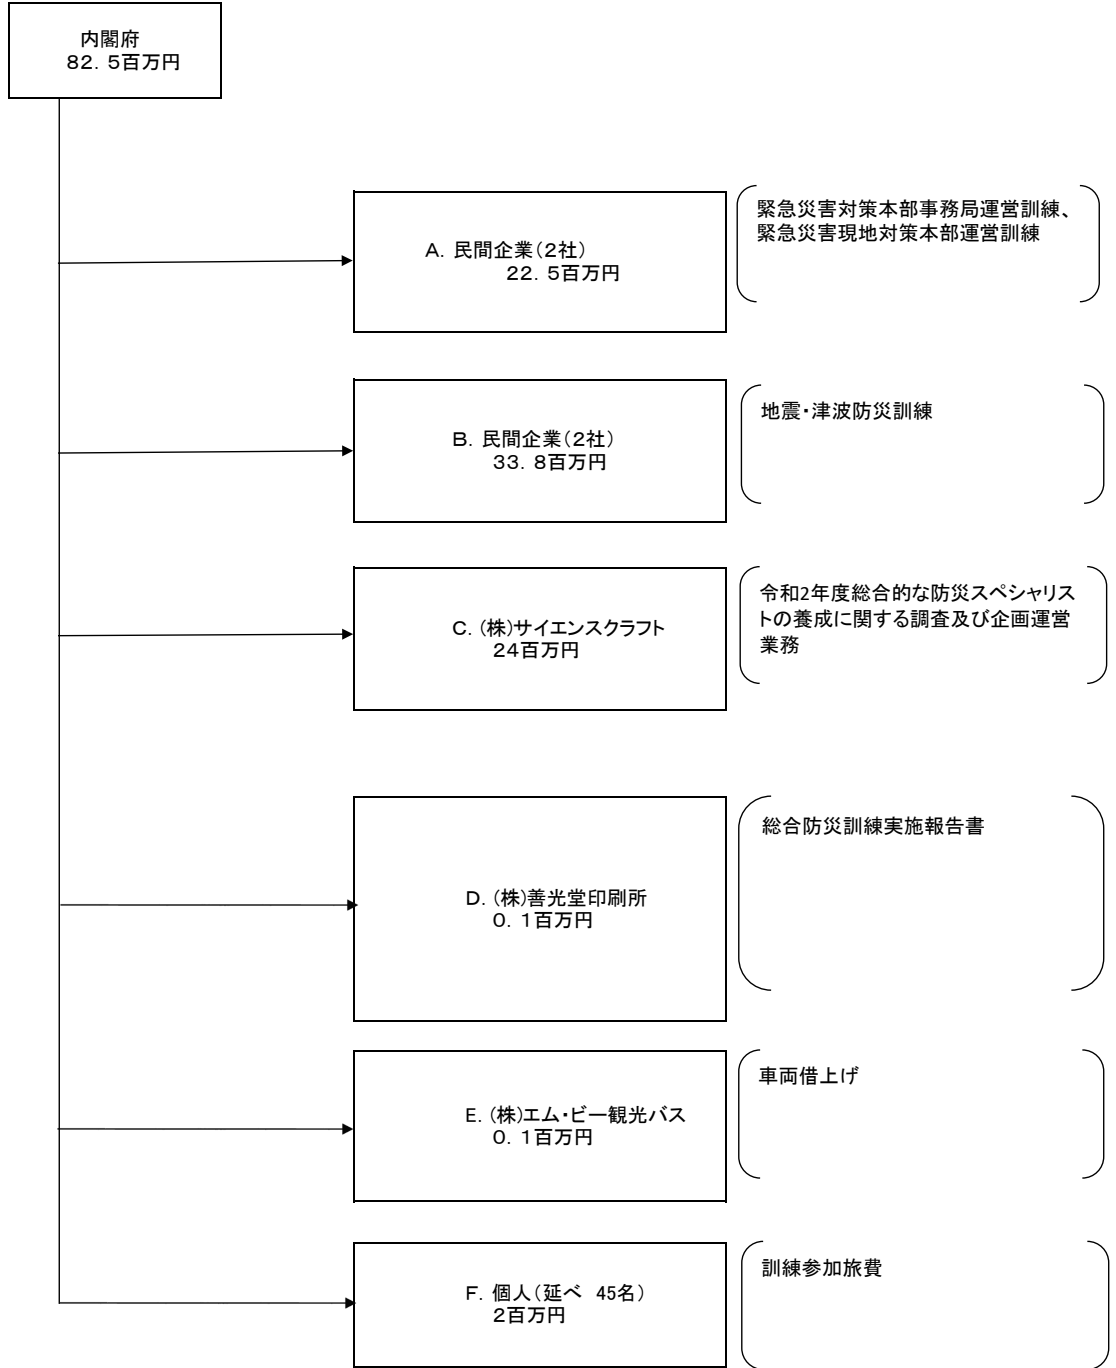 内閣府
82．5百万円
緊急災害対策本部事務局運営訓練、
緊急災害現地対策本部運営訓練
A．民間企業（2社）
22．5百万円
地震・津波防災訓練
B．民間企業（2社）
33．8百万円
令和2年度総合的な防災スペシャリス
トの養成に関する調査及び企画運営
業務
C．（株）サイエンスクラフト
24百万円
総合防災訓練実施報告書
D．（株）善光堂印刷所
0．1百万円
車両借上げ
E．（株）エム・ビー観光バス
0．1百万円
訓練参加旅費
F．個人（延べ　45名）
2百万円